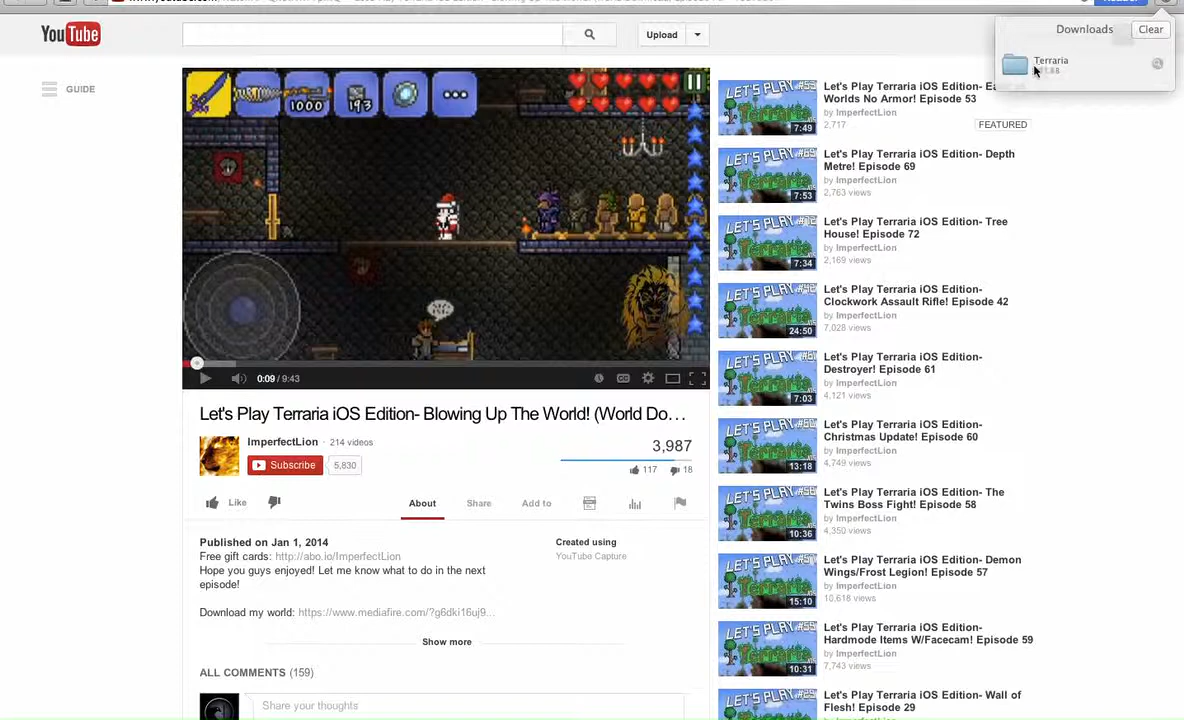 YouTube
Upload
Downloads
Clear
Terraria
GUIDE
1000
193
0:09 / 9:43
Let's Play Terraria iOS Edition- Blowing Up The World! (World Do...
ImperfectLion · 214 videos
Subscribe 5,830
3,987
117 18
Like
About
Share
Add to
Published on Jan 1, 2014
Free gift cards: http://abo.io/ImperfectLion
Hope you guys enjoyed! Let me know what to do in the next
episode!
Download my world: https://www.mediafire.com/?g6dki16uj9...
Created using
YouTube Capture
Show more
ALL COMMENTS (159)
Share your thoughts
7:49
Let's Play Terraria iOS Edition-
Worlds No Armor! Episode 53
by ImperfectLion
2,717
FEATURED
7:53
Let's Play Terraria iOS Edition- Depth
Metre! Episode 69
by ImperfectLion
2,763 views
7:34
Let's Play Terraria iOS Edition- Tree
House! Episode 72
by ImperfectLion
2,169 views
24:50
Let's Play Terraria iOS Edition-
Clockwork Assault Rifle! Episode 42
by ImperfectLion
7,028 views
7:03
Let's Play Terraria iOS Edition-
Destroyer! Episode 61
by ImperfectLion
4,121 views
13:18
Let's Play Terraria iOS Edition-
Christmas Update! Episode 60
by ImperfectLion
4,749 views
10:36
Let's Play Terraria iOS Edition- The
Twins Boss Fight! Episode 58
by ImperfectLion
4,350 views
15:10
Let's Play Terraria iOS Edition- Demon
Wings/Frost Legion! Episode 57
by ImperfectLion
10,618 views
10:31
Let's Play Terraria iOS Edition-
Hardmode Items W/Facecam! Episode 59
by ImperfectLion
7,743 views
Let's Play Terraria iOS Edition- Wall of
Flesh! Episode 29